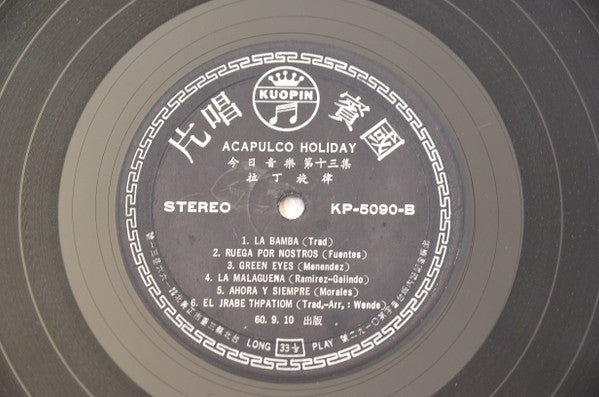 國賓唱片
KUOPIN
ACAPULCO HOLIDAY
今日音樂 第十三集
拉丁旋律
STEREO
KP-5090-B
1. LA BAMBA (Trad)
2. RUEGA POR NOSTROS (Fuentes)
3. GREEN EYES (Menendez)
4. LA MALAGUENA (Ramirez-Galindo)
5. AHORA Y SIEMPRE (Morales)
6. EL JRABE THPATIOM (Trad,-Arr, : Wende)
60. 9. 10 出版
LONG 33⅓ PLAY